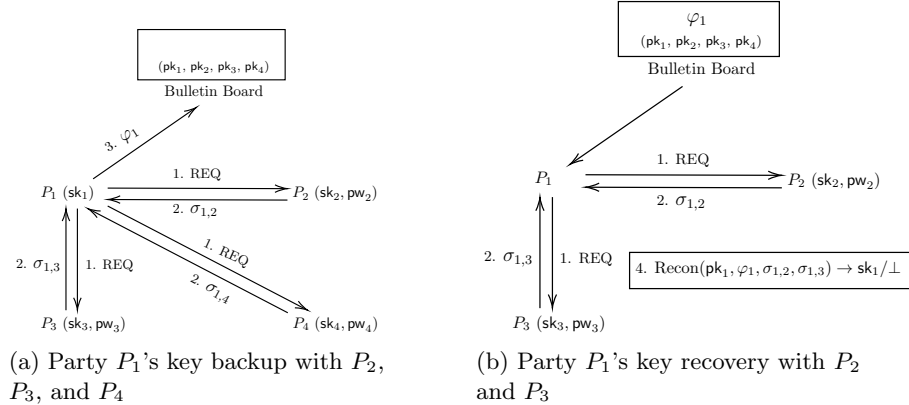 (pk₁, pk₂, pk₃, pk₄)
Bulletin Board
3. φ₁
1. REQ
P₁ (sk₁)
P₂ (sk₂, pw₂)
2. σ₁,₂
1. REQ
2. σ₁,₃
1. REQ
2. σ₁,₄
P₃ (sk₃, pw₃)
P₄ (sk₄, pw₄)
(a) Party P₁'s key backup with P₂,
P₃, and P₄
φ₁
(pk₁, pk₂, pk₃, pk₄)
Bulletin Board
1. REQ
P₁
P₂ (sk₂, pw₂)
2. σ₁,₂
2. σ₁,₃
1. REQ
4. Recon(pk₁, φ₁, σ₁,₂, σ₁,₃) → sk₁/⊥
P₃ (sk₃, pw₃)
(b) Party P₁'s key recovery with P₂
and P₃